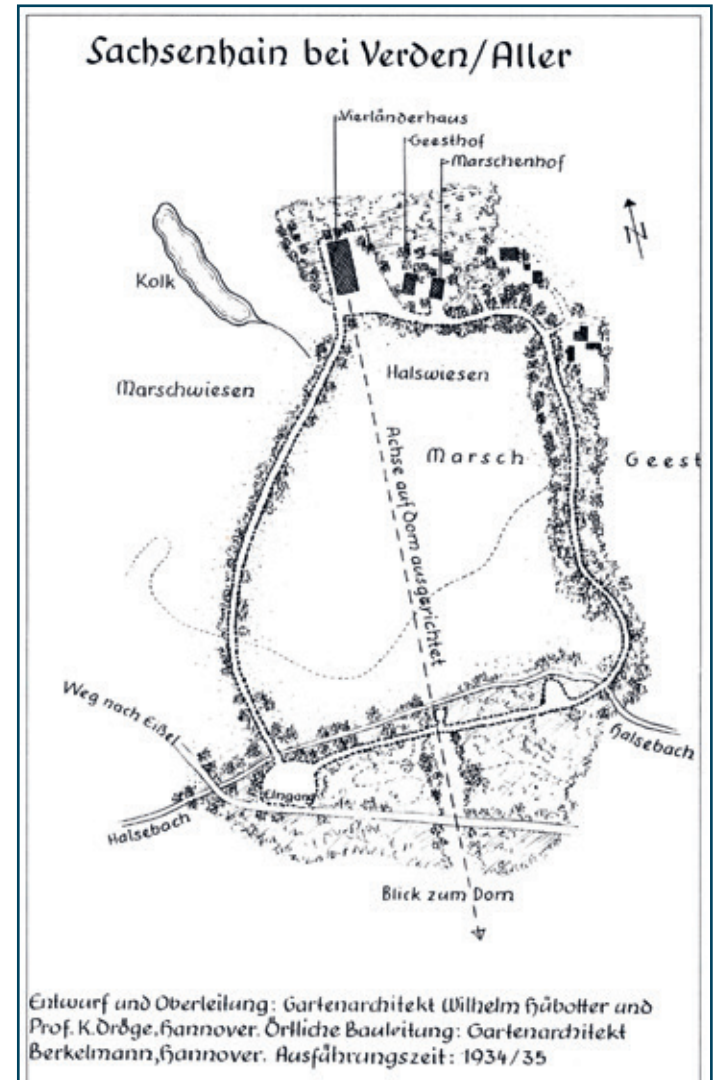 Sachsenhain bei Verden/Aller
Vierländerhaus
Geesthof
Marschenhof
N
Kolk
Marschwiesen
Halswiesen
Marsch
Geest
Achse auf Dom ausgerichtet
Weg nach Eißel
Halsebach
Eingang
Halsebach
Blick zum Dom
Entwurf und Oberleitung: Gartenarchitekt Wilhelm Hübotter und
Prof. K. Dröge, Hannover. Örtliche Bauleitung: Gartenarchitekt
Berkelmann, Hannover. Ausführungszeit: 1934/35